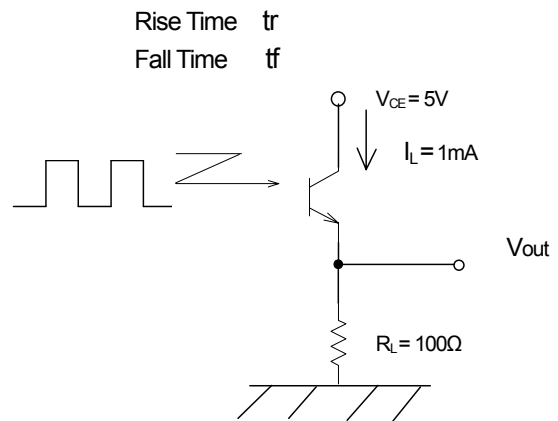 Rise Time tr
Fall Time tf
VCE = 5V
IL = 1mA
Vout
RL = 100Ω